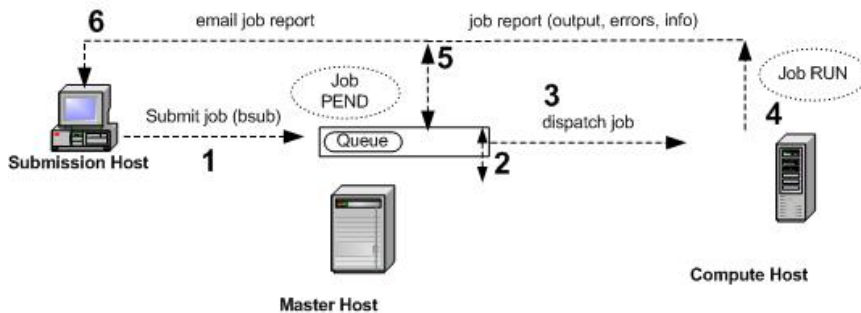 6
email job report
job report (output, errors, info)
5
Job
PEND
Job RUN
3
4
Submit job (bsub)
dispatch job
Queue
1
2
Submission Host
Master Host
Compute Host